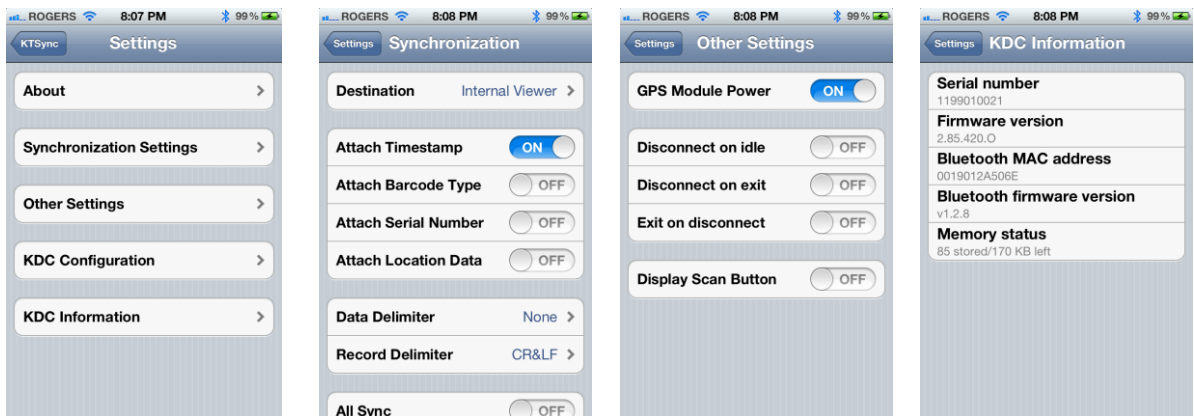 ROGERS 8:07 PM 99%
KTSync Settings
About
Synchronization Settings
Other Settings
KDC Configuration
KDC Information
ROGERS 8:08 PM 99%
Settings Synchronization
Destination Internal Viewer
Attach Timestamp ON
Attach Barcode Type OFF
Attach Serial Number OFF
Attach Location Data OFF
Data Delimiter None
Record Delimiter CR&LF
All Sync OFF
ROGERS 8:08 PM 99%
Settings Other Settings
GPS Module Power ON
Disconnect on idle OFF
Disconnect on exit OFF
Exit on disconnect OFF
Display Scan Button OFF
ROGERS 8:08 PM 99%
Settings KDC Information
Serial number
1199010021
Firmware version
2.85.420.O
Bluetooth MAC address
0019012A506E
Bluetooth firmware version
v1.2.8
Memory status
85 stored/170 KB left